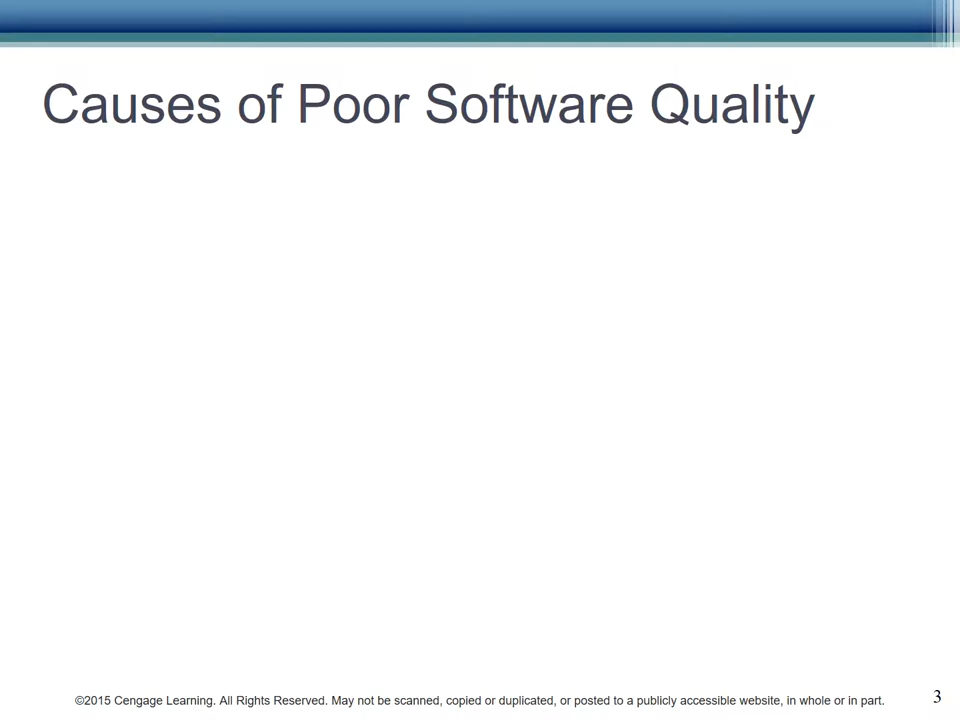 Causes of Poor Software Quality
©2015 Cengage Learning. All Rights Reserved. May not be scanned, copied or duplicated, or posted to a publicly accessible website, in whole or in part.
3